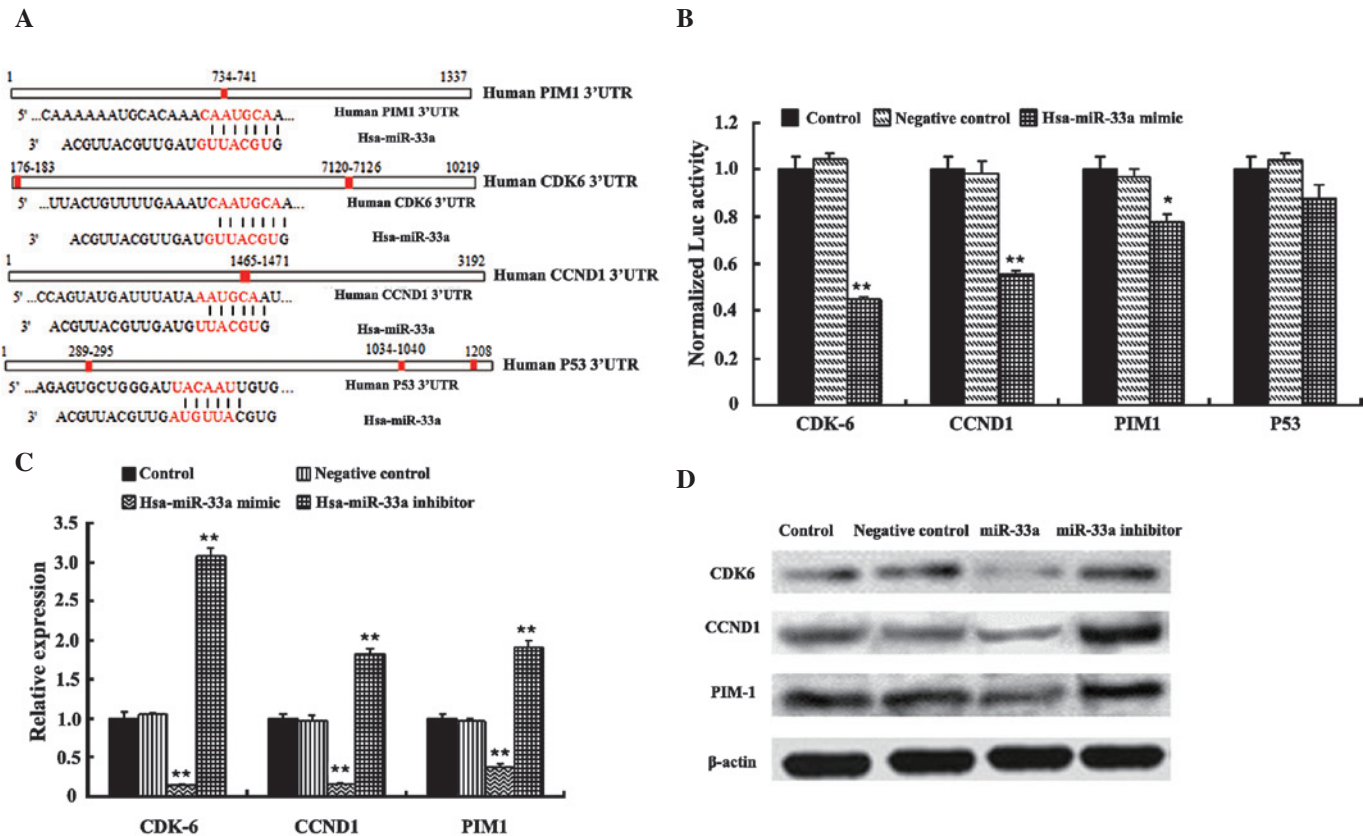 A
1 734-741 1337
Human PIM1 3'UTR
5' ...CAAAAAAUGCACAAACAAUGCAA... Human PIM1 3'UTR
3' ACGUUACGUUGAUGUUACGUG Hsa-miR-33a
176-183 7120-7126 10219
Human CDK6 3'UTR
5' ...UUACUGUUUUGAAAUCAAUGCAA... Human CDK6 3'UTR
3' ACGUUACGUUGAUGUUACGUG Hsa-miR-33a
1 1465-1471 3192
Human CCND1 3'UTR
5' ...CCAGUAUGAUUUAUAAAUGCAAU... Human CCND1 3'UTR
3' ACGUUACGUUGAUGUUACGUG Hsa-miR-33a
1 289-295 1034-1040 1208
Human P53 3'UTR
5' ...AGAGUGCUGGGAUUACAAUUGUG... Human P53 3'UTR
3' ACGUUACGUUGAUGUUACGUG Hsa-miR-33a
B
Control Negative control Hsa-miR-33a mimic
Normalized Luc activity
1.2
1.0
0.8
0.6
0.4
0.2
0
** ** *
CDK-6 CCND1 PIM1 P53
C
Control Negative control
Hsa-miR-33a mimic Hsa-miR-33a inhibitor
Relative expression
3.5
3.0
2.5
2.0
1.5
1.0
0.5
0
** ** ** ** ** **
CDK-6 CCND1 PIM1
D
Control Negative control miR-33a miR-33a inhibitor
CDK6
CCND1
PIM-1
β-actin